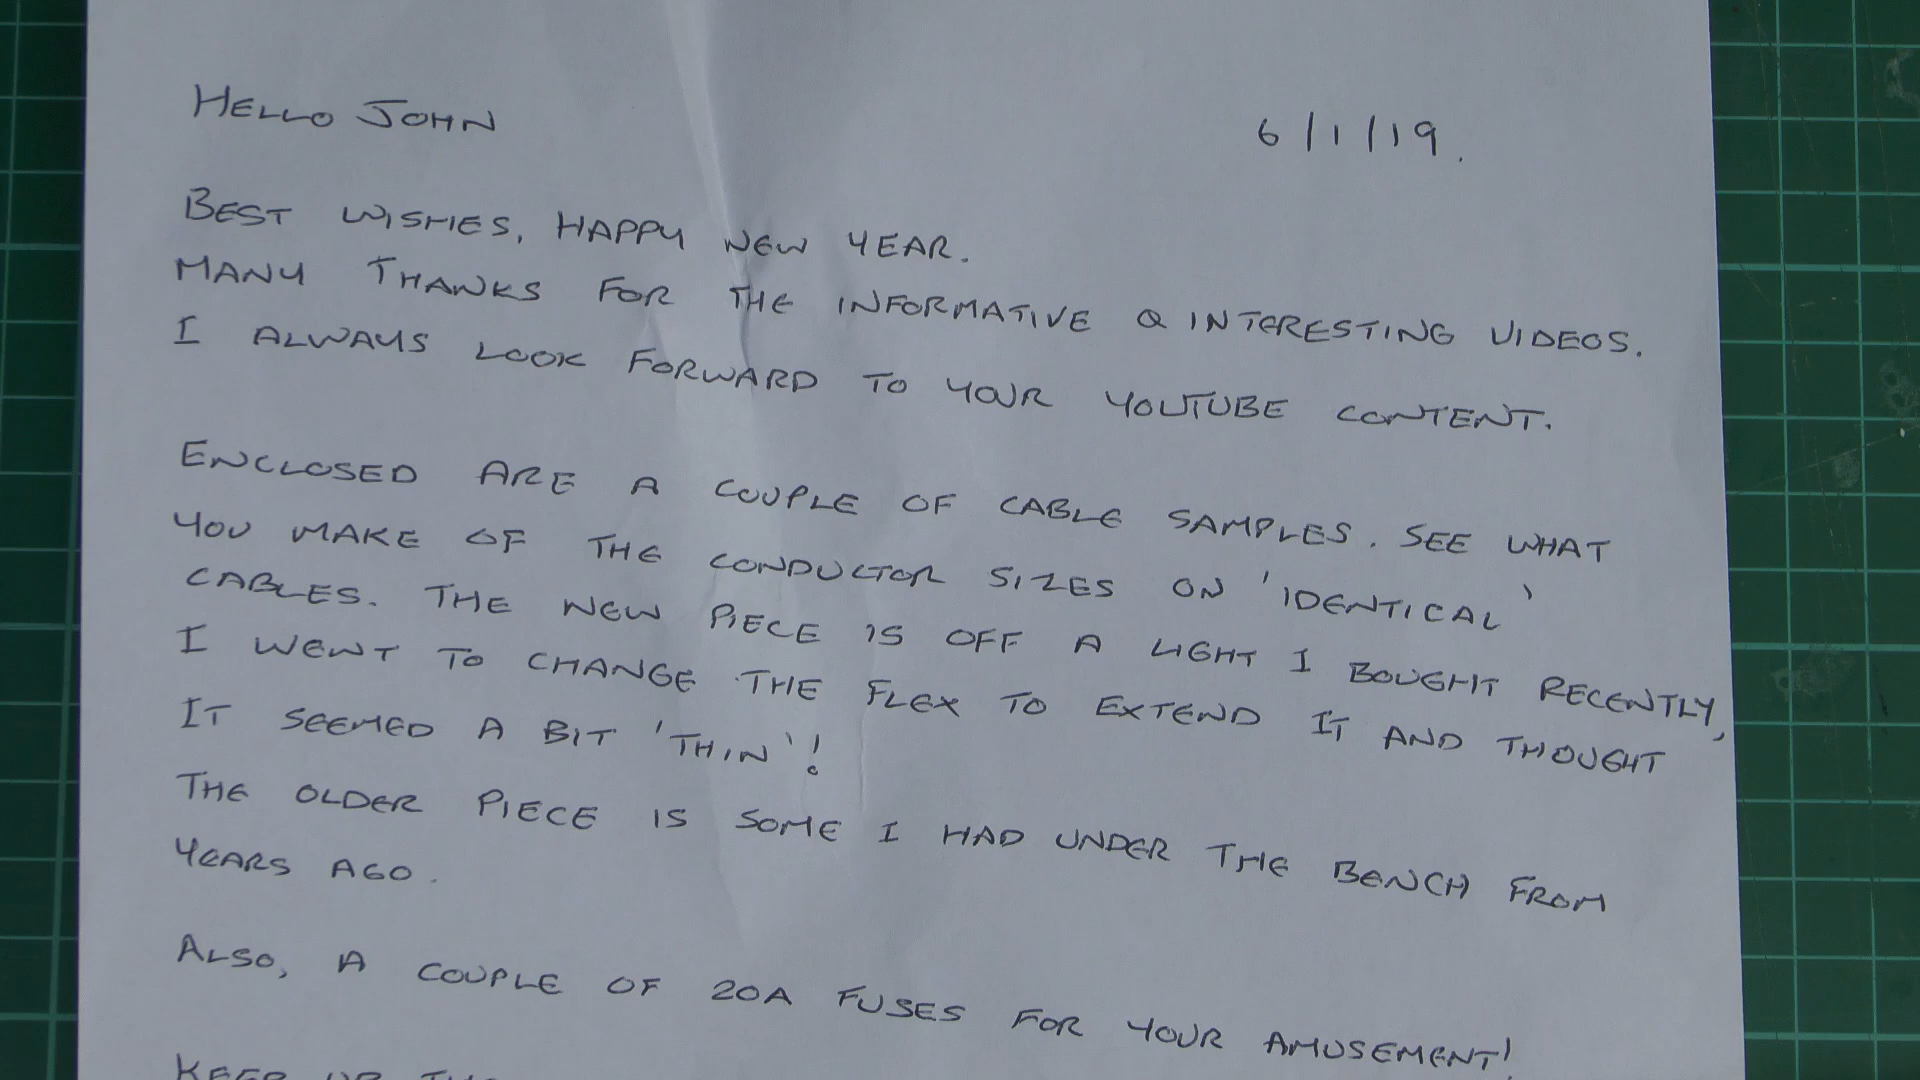 HELLO JOHN
6/1/19.
BEST WISHES, HAPPY NEW YEAR.
MANY THANKS FOR THE INFORMATIVE & INTERESTING VIDEOS.
I ALWAYS LOOK FORWARD TO YOUR YOUTUBE CONTENT.
ENCLOSED ARE A COUPLE OF CABLE SAMPLES. SEE WHAT
YOU MAKE OF THE CONDUCTOR SIZES ON 'IDENTICAL'
CABLES. THE NEW PIECE IS OFF A LIGHT I BOUGHT RECENTLY,
I WENT TO CHANGE THE FLEX TO EXTEND IT AND THOUGHT
IT SEEMED A BIT 'THIN'!
THE OLDER PIECE IS SOME I HAD UNDER THE BENCH FROM
YEARS AGO.
ALSO, A COUPLE OF 20A FUSES FOR YOUR AMUSEMENT!
KEEP UP THE